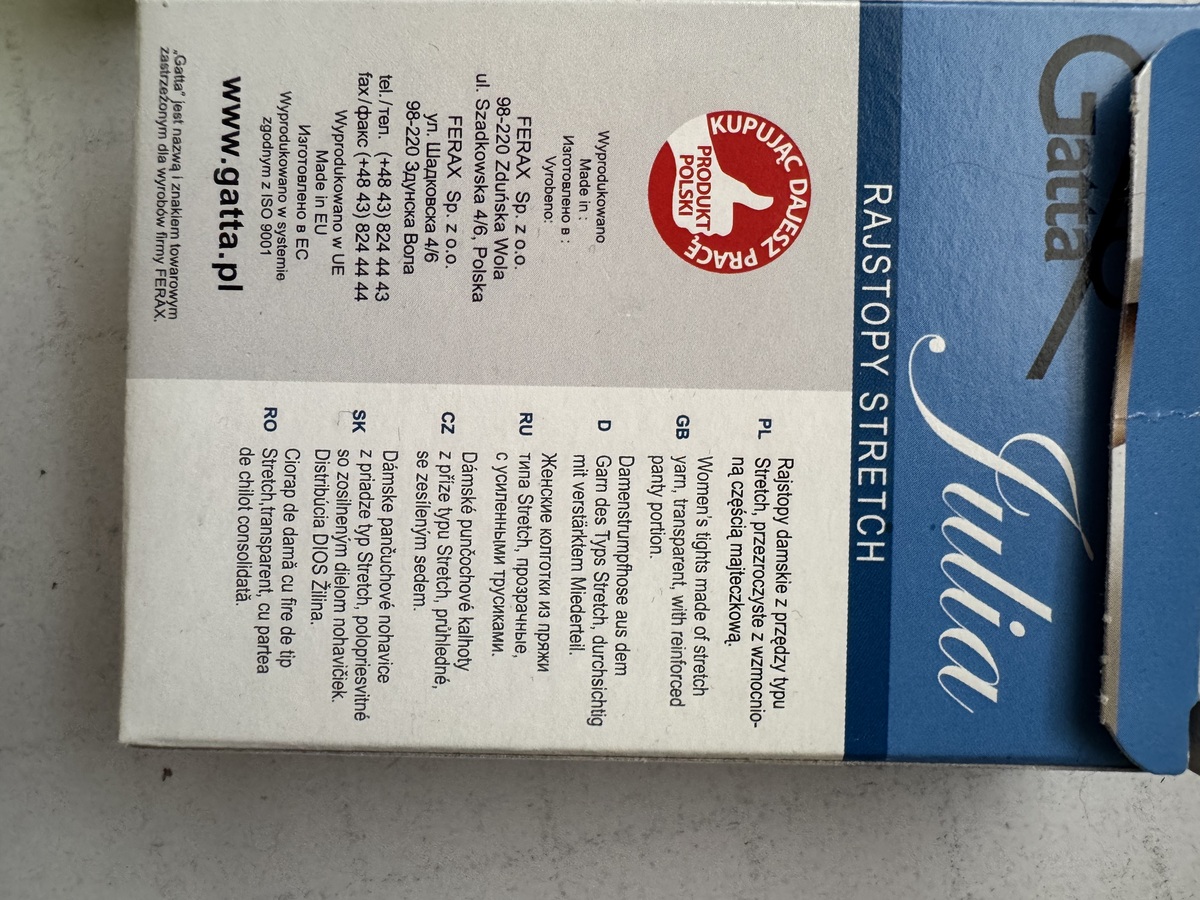 Gatta
Julia
RAJSTOPY STRETCH
KUPUJĄC DAJESZ PRACĘ
PRODUKT
POLSKI
Wyprodukowano
Made in :
Изготовлено в :
Vyrobeno:
FERAX Sp. z o.o.
98-220 Zduńska Wola
ul. Szadkowska 4/6, Polska
FERAX Sp. z o.o.
ул. Шадковска 4/6
98-220 Здуньска Вола
tel./тел. (+48 43) 824 44 43
fax/факс (+48 43) 824 44 44
Wyprodukowano w UE
Made in EU
Изготовлено в ЕС
Wyprodukowano w systemie
zgodnym z ISO 9001
www.gatta.pl
„Gatta” jest nazwą i znakiem towarowym
zastrzeżonym dla wyrobów firmy FERAX.
PL Rajstopy damskie z przędzy typu
Stretch, przezroczyste z wzmocnio-
ną częścią majteczkową.
GB Women's tights made of stretch
yarn, transparent, with reinforced
panty portion.
D Damenstrumpfhose aus dem
Garn des Typs Stretch, durchsichtig
mit verstärktem Miederteil.
RU Женские колготки из пряжи
типа Stretch, прозрачные,
с усиленными трусиками.
CZ Dámské punčochové kalhoty
z příze typu Stretch, průhledné,
se zesíleným sedem.
SK Dámske pančuchové nohavice
z priadze typ Stretch, polopriesvitné
so zosilneným dielom nohavičiek.
Distribúcia DIOS Žilina.
RO Ciorap de damă cu fire de tip
Stretch,transparent, cu partea
de chilot consolidată.